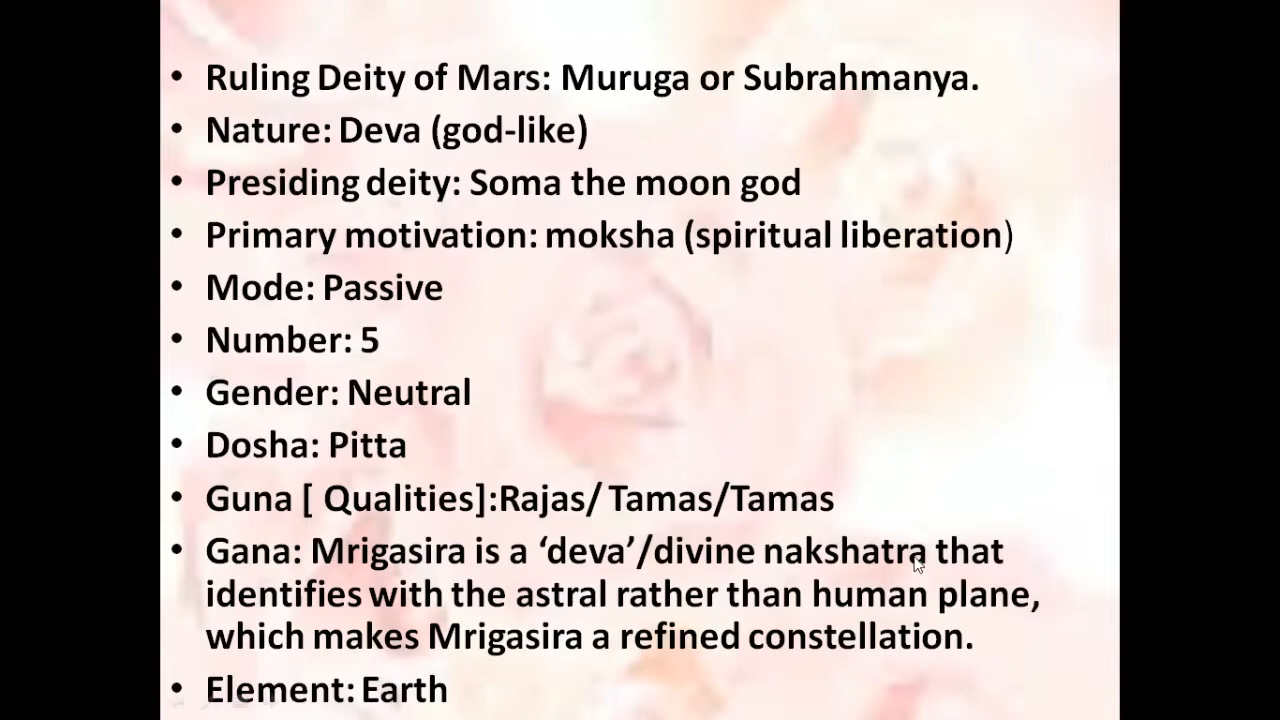 • Ruling Deity of Mars: Muruga or Subrahmanya.
• Nature: Deva (god-like)
• Presiding deity: Soma the moon god
• Primary motivation: moksha (spiritual liberation)
• Mode: Passive
• Number: 5
• Gender: Neutral
• Dosha: Pitta
• Guna [ Qualities]:Rajas/ Tamas/Tamas
• Gana: Mrigasira is a ‘deva’/divine nakshatra that
identifies with the astral rather than human plane,
which makes Mrigasira a refined constellation.
• Element: Earth